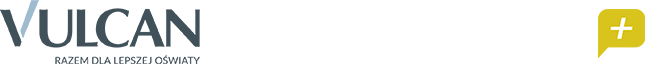 VULCAN
RAZEM DLA LEPSZEJ OŚWIATY
+